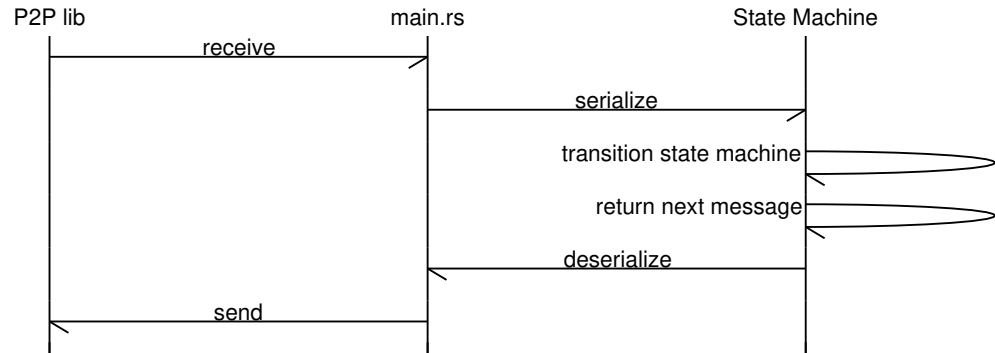 P2P lib
main.rs
State Machine
receive
serialize
transition state machine
return next message
deserialize
send